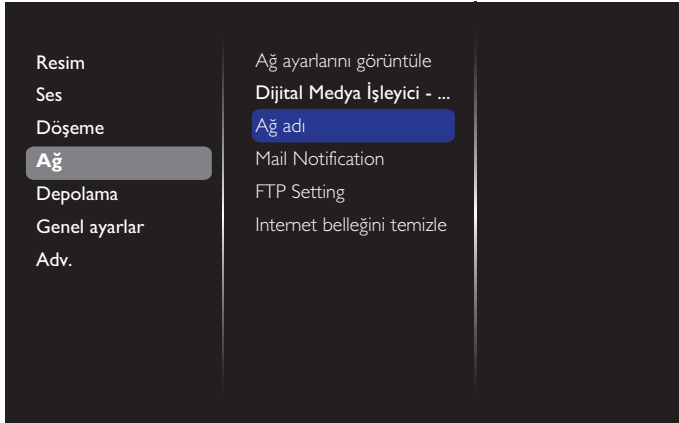 Resim
Ses
Döşeme
Ağ
Depolama
Genel ayarlar
Adv.
Ağ ayarlarını görüntüle
Dijital Medya İşleyici - ...
Ağ adı
Mail Notification
FTP Setting
Internet belleğini temizle